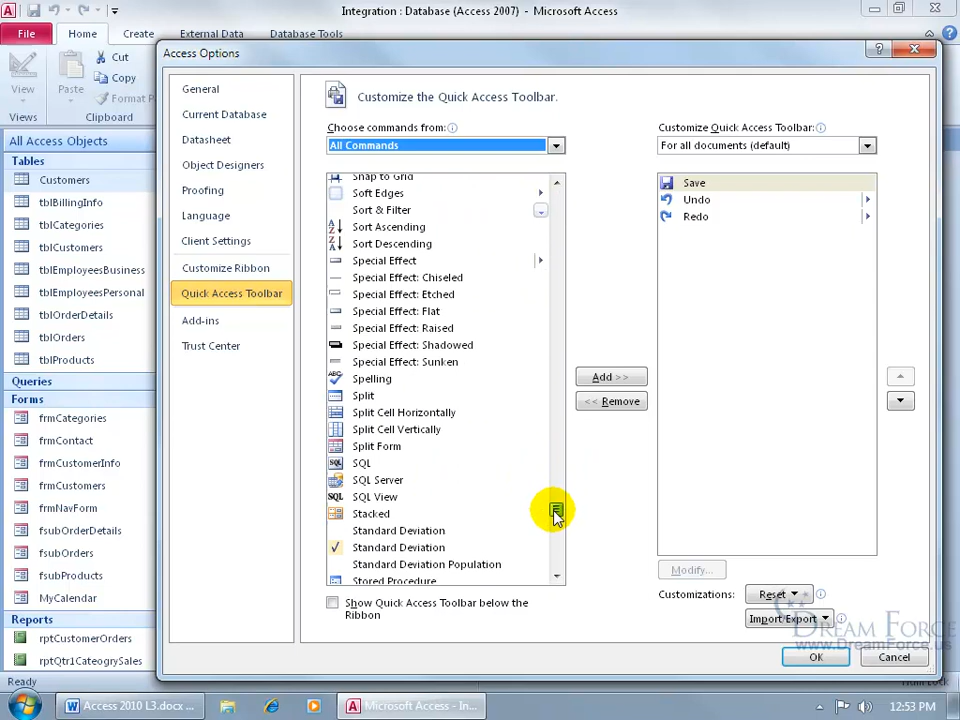 Integration : Database (Access 2007) - Microsoft Access
File
Home
Create
External Data
Database Tools
View
Views
Paste
Cut
Copy
Format P
Clipboard
All Access Objects
Tables
Customers
tblBillingInfo
tblCategories
tblCustomers
tblEmployeesBusiness
tblEmployeesPersonal
tblOrderDetails
tblOrders
tblProducts
Queries
Forms
frmCategories
frmContact
frmCustomerInfo
frmCustomers
frmNavForm
fsubOrderDetails
fsubOrders
fsubProducts
MyCalendar
Reports
rptCustomerOrders
rptQtr1CateogrySales
Ready
Access Options
General
Current Database
Datasheet
Object Designers
Proofing
Language
Client Settings
Customize Ribbon
Quick Access Toolbar
Add-ins
Trust Center
Customize the Quick Access Toolbar.
Choose commands from:
All Commands
Snap to Grid
Soft Edges
Sort & Filter
Sort Ascending
Sort Descending
Special Effect
Special Effect: Chiseled
Special Effect: Etched
Special Effect: Flat
Special Effect: Raised
Special Effect: Shadowed
Special Effect: Sunken
Spelling
Split
Split Cell Horizontally
Split Cell Vertically
Split Form
SQL
SQL Server
SQL View
Stacked
Standard Deviation
Standard Deviation
Standard Deviation Population
Stored Procedure
Show Quick Access Toolbar below the
Ribbon
Add >>
<< Remove
Customize Quick Access Toolbar:
For all documents (default)
Save
Undo
Redo
Modify...
Customizations:
Reset
Import/Export
OK
Cancel
DREAM FORCE
www.DreamForce.us
Access 2010 L3.docx ...
Microsoft Access - In...
12:53 PM